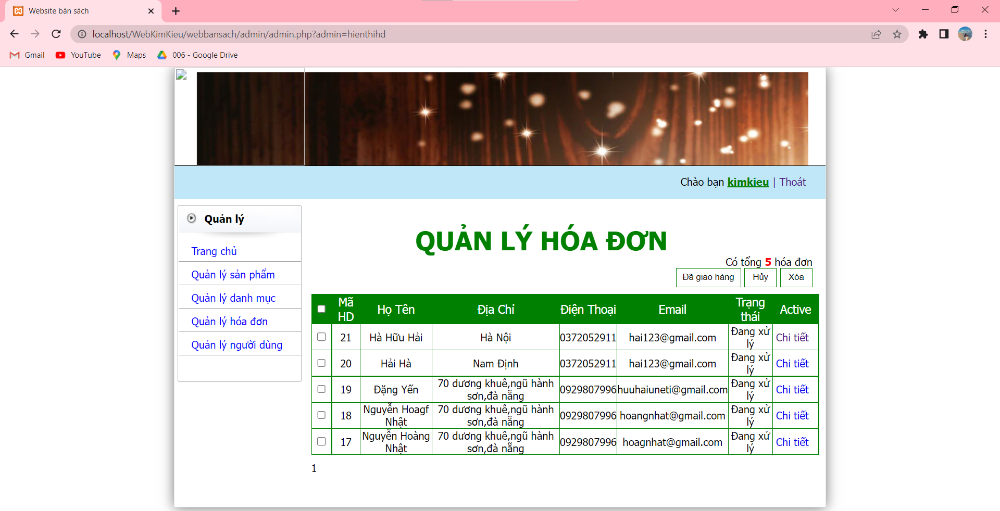 Website bán sách
localhost/WebKimKieu/webbansach/admin/admin.php?admin=hienthihd
Gmail YouTube Maps 006 - Google Drive
Chào bạn kimkieu | Thoát
Quản lý
Trang chủ
Quản lý sản phẩm
Quản lý danh mục
Quản lý hóa đơn
Quản lý người dùng
QUẢN LÝ HÓA ĐƠN
Có tổng 5 hóa đơn
Đã giao hàng Hủy Xóa
Mã HD Họ Tên Địa Chỉ Điện Thoại Email Trạng thái Active
21 Hà Hữu Hải Hà Nội 0372052911 hai123@gmail.com Đang xử lý Chi tiết
20 Hải Hà Nam Định 0372052911 hai123@gmail.com Đang xử lý Chi tiết
19 Đặng Yến 70 dương khuê,ngũ hành sơn,đà nẵng 0929807996 huuhaiuneti@gmail.com Đang xử lý Chi tiết
18 Nguyễn Hoagf Nhật 70 dương khuê,ngũ hành sơn,đà nẵng 0929807996 hoangnhat@gmail.com Đang xử lý Chi tiết
17 Nguyễn Hoàng Nhật 70 dương khuê,ngũ hành sơn,đà nẵng 0929807996 hoagnhat@gmail.com Đang xử lý Chi tiết
1